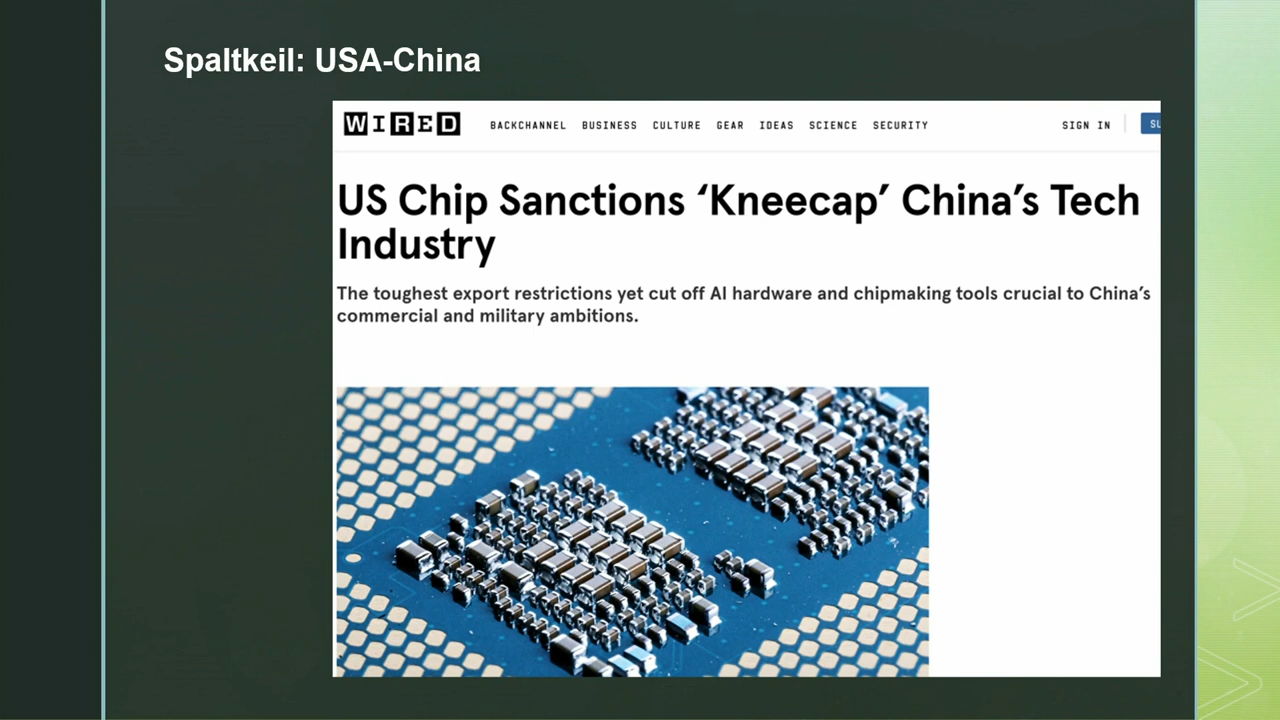 Spaltkeil: USA-China
WIRED BACKCHANNEL BUSINESS CULTURE GEAR IDEAS SCIENCE SECURITY SIGN IN
US Chip Sanctions ‘Kneecap’ China’s Tech
Industry
The toughest export restrictions yet cut off AI hardware and chipmaking tools crucial to China’s
commercial and military ambitions.